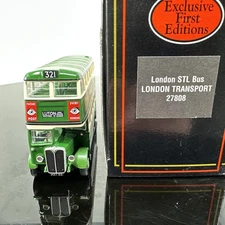 321
Exclusive
First
Editions
London STL Bus
LONDON TRANSPORT
27808